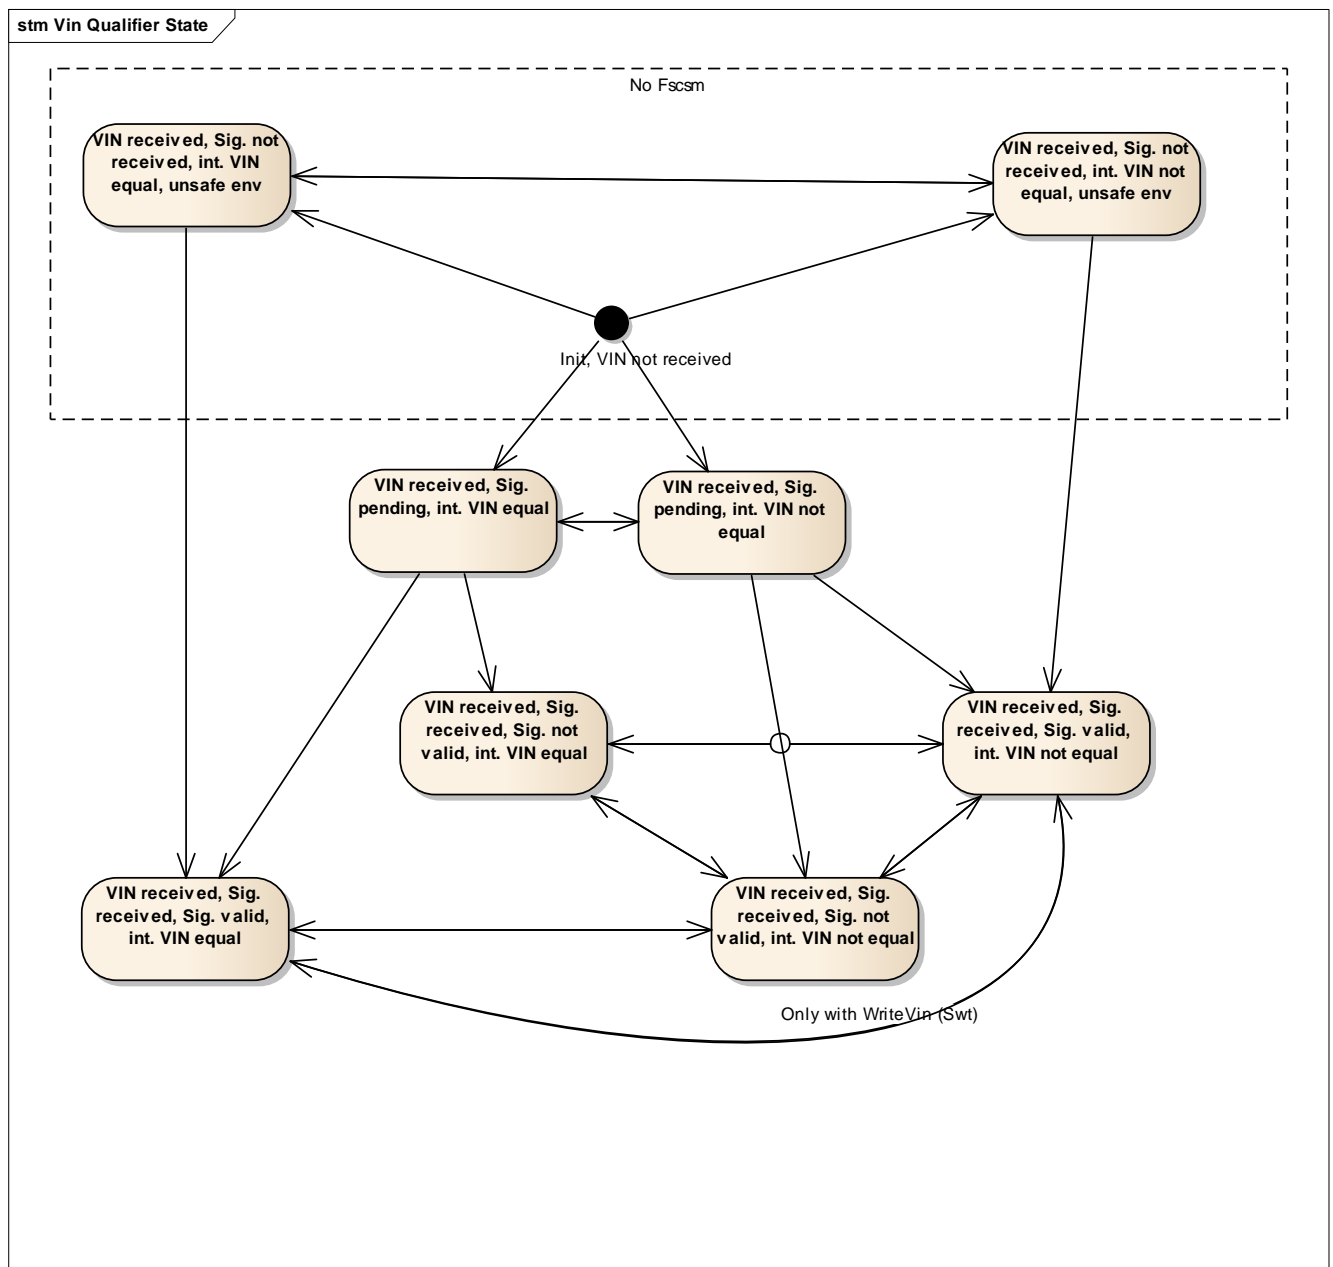 stm Vin Qualifier State
No Fscsm
VIN received, Sig. not
received, int. VIN
equal, unsafe env
VIN received, Sig. not
received, int. VIN not
equal, unsafe env
Init, VIN not received
VIN received, Sig.
pending, int. VIN equal
VIN received, Sig.
pending, int. VIN not
equal
VIN received, Sig.
received, Sig. not
valid, int. VIN equal
VIN received, Sig.
received, Sig. valid,
int. VIN not equal
VIN received, Sig.
received, Sig. valid,
int. VIN equal
VIN received, Sig.
received, Sig. not
valid, int. VIN not equal
Only with WriteVin (Swt)